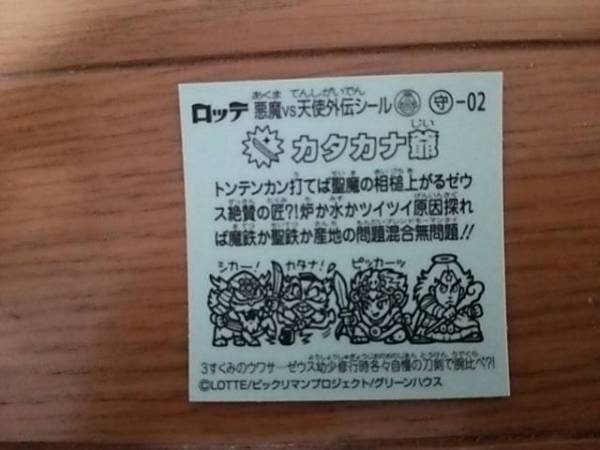 ロッテ 悪魔VS天使外伝シール 守-02
カタカナ爺
トンテンカン打てば聖魔の相槌上がるゼウ
ス絶賛の匠?!炉か水かツイツイ原因探れ
ば魔鉄か聖鉄か産地の問題混合無問題!!
シカー! カタナ! ピッカーッ
3すくみのウワサ―ゼウス幼少修行時各々自慢の刀剣で腕比べ?!
©LOTTE/ビックリマンプロジェクト/グリーンハウス